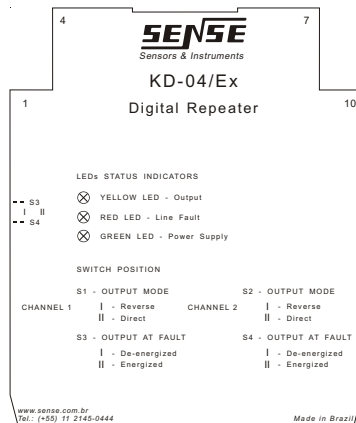 4 7
SENSE
Sensors & Instruments
KD-04/Ex
1 10
Digital Repeater
LEDs STATUS INDICATORS
S3
I II
S4
YELLOW LED - Output
RED LED - Line Fault
GREEN LED - Power Supply
SWITCH POSITION
S1 - OUTPUT MODE S2 - OUTPUT MODE
CHANNEL 1 I - Reverse CHANNEL 2 I - Reverse
II - Direct II - Direct
S3 - OUTPUT AT FAULT S4 - OUTPUT AT FAULT
I - De-energized I - De-energized
II - Energized II - Energized
www.sense.com.br
Tel.: (+55) 11 2145-0444 Made in Brazil